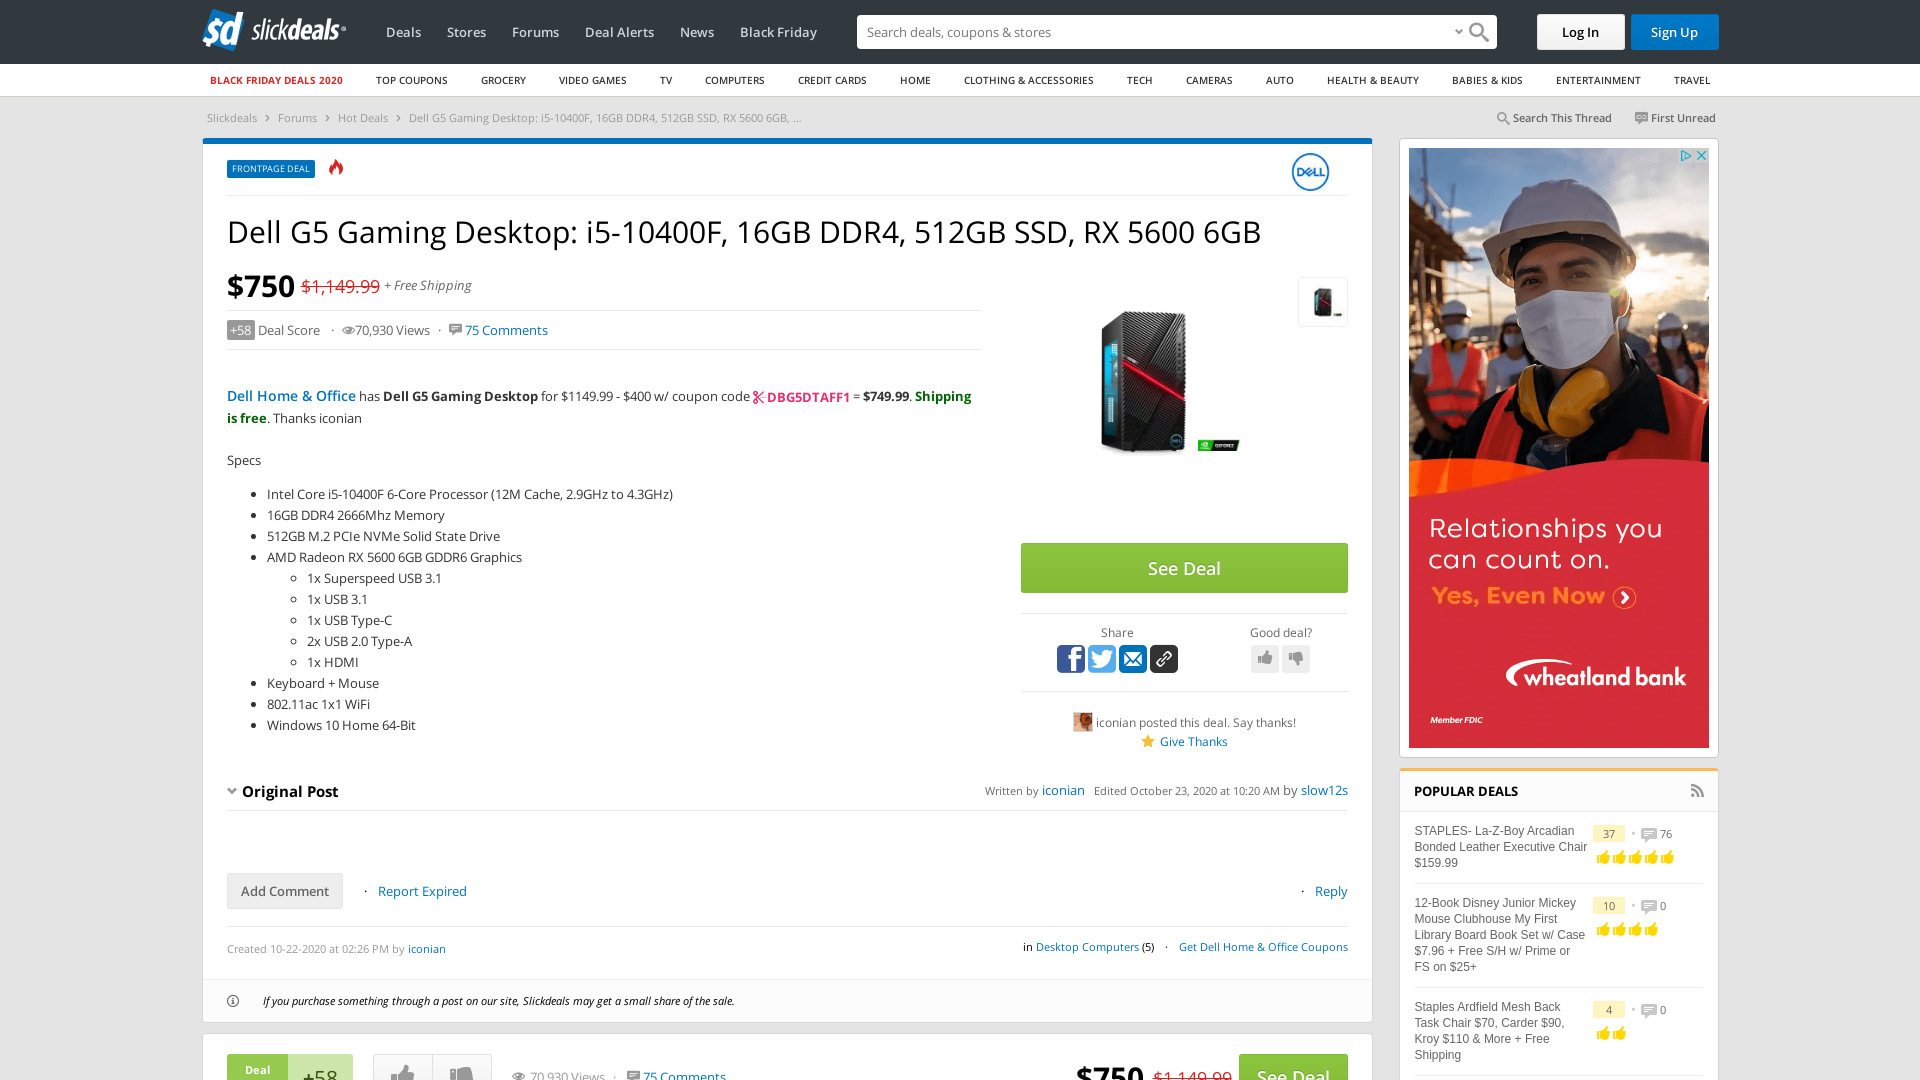 slickdeals
Deals Stores Forums Deal Alerts News Black Friday
Search deals, coupons & shares
Log In Sign Up
BLACK FRIDAY DEALS 2020 TOP COUPONS GROCERY VIDEO GAMES TV COMPUTERS CREDIT CARDS HOME CLOTHING & ACCESSORIES TECH CAMERAS AUTO HEALTH & BEAUTY BABIES & KIDS ENTERTAINMENT TRAVEL
Slickdeals Forums Hot Deals Dell G5 Gaming Desktop: i5-10400F, 16GB DDR4, 512GB SSD, RX 5600 6GB, ...
Search This Thread First Unread
FRONTPAGE DEAL
DELL
Dell G5 Gaming Desktop: i5-10400F, 16GB DDR4, 512GB SSD, RX 5600 6GB
$750 $1,149.99 + Free Shipping
+58 Deal Score · 70,930 Views · 75 Comments
Dell Home & Office has Dell G5 Gaming Desktop for $1149.99 - $400 w/ coupon code DBG5DTAFF1 = $749.99. Shipping
is free. Thanks iconian
Specs
Intel Core i5-10400F 6-Core Processor (12M Cache, 2.9GHz to 4.3GHz)
16GB DDR4 2666Mhz Memory
512GB M.2 PCIe NVMe Solid State Drive
AMD Radeon RX 5600 6GB GDDR6 Graphics
1x Superspeed USB 3.1
1x USB 3.1
1x USB Type-C
2x USB 2.0 Type-A
1x HDMI
Keyboard + Mouse
802.11ac 1x1 WiFi
Windows 10 Home 64-Bit
GEFORCE
See Deal
Share
Good deal?
iconian posted this deal. Say thanks!
Give Thanks
Original Post
Written by iconian Edited October 23, 2020 at 10:20 AM by slow12s
Add Comment · Report Expired
· Reply
Created 10-22-2020 at 02:26 PM by iconian
in Desktop Computers (5) · Get Dell Home & Office Coupons
If you purchase something through a post on our site, Slickdeals may get a small share of the sale.
Deal
+58
70,930 Views · 75 Comments
$750 $1,149.99 See Deal
Relationships you
can count on.
Yes, Even Now
wheatland bank
Member FDIC
POPULAR DEALS
STAPLES- La-Z-Boy Arcadian
Bonded Leather Executive Chair
$159.99
37 • 76
12-Book Disney Junior Mickey
Mouse Clubhouse My First
Library Board Book Set w/ Case
$7.96 + Free S/H w/ Prime or
FS on $25+
10 • 0
Staples Ardfield Mesh Back
Task Chair $70, Carder $90,
Kroy $110 & More + Free
Shipping
4 • 0